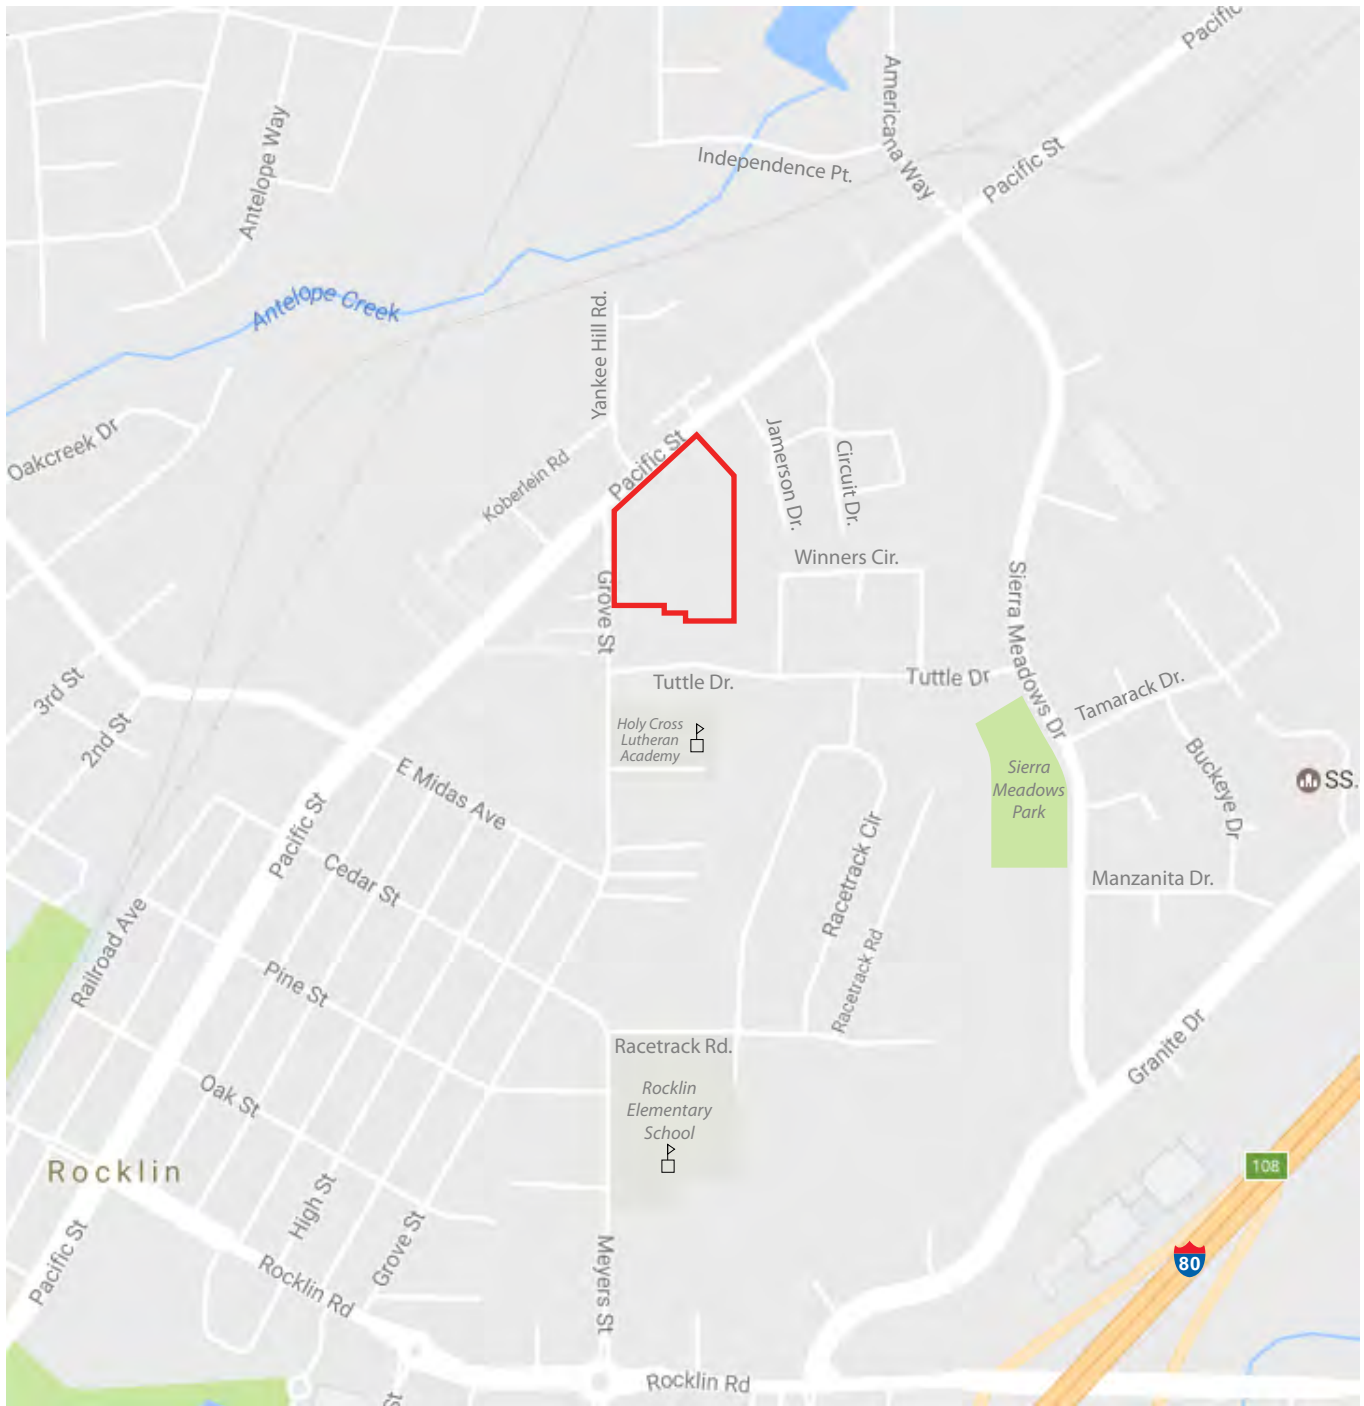 Pacific
Americana Way
Antelope Way
Independence Pt.
Pacific St
Antelope Creek
Yankee Hill Rd.
Oakcreek Dr
Koberlein Rd
Pacific St
Jamerson Dr.
Circuit Dr.
Winners Cir.
Grove St
Sierra Meadows Dr
Tuttle Dr.
Tuttle Dr
Tamarack Dr.
3rd St
2nd St
Holy Cross
Lutheran
Academy
Sierra
Meadows
Park
Buckeye Dr
SS.
E Midas Ave
Pacific St
Cedar St
Racetrack Cir
Manzanita Dr.
Railroad Ave
Racetrack Rd
Pine St
Racetrack Rd.
Granite Dr
Oak St
Rocklin
Elementary
School
Rocklin
108
High St
Grove St
Pacific St
Meyers St
80
Rocklin Rd
Rocklin Rd
st